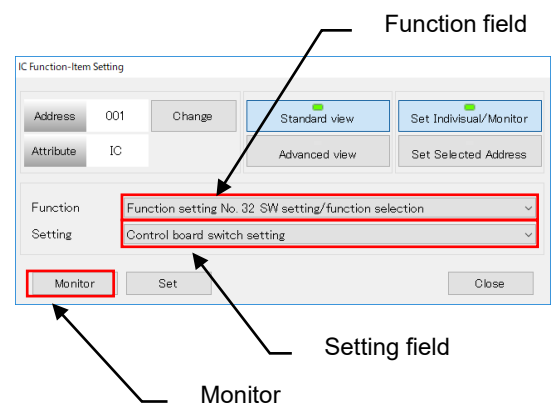 Function field
IC Function-Item Setting
Address 001 Change Standard view Set Indivisual/Monitor
Attribute IC Advanced view Set Selected Address
Function Function setting No. 32 SW setting/function selection
Setting Control board switch setting
Monitor Set Close
Setting field
Monitor